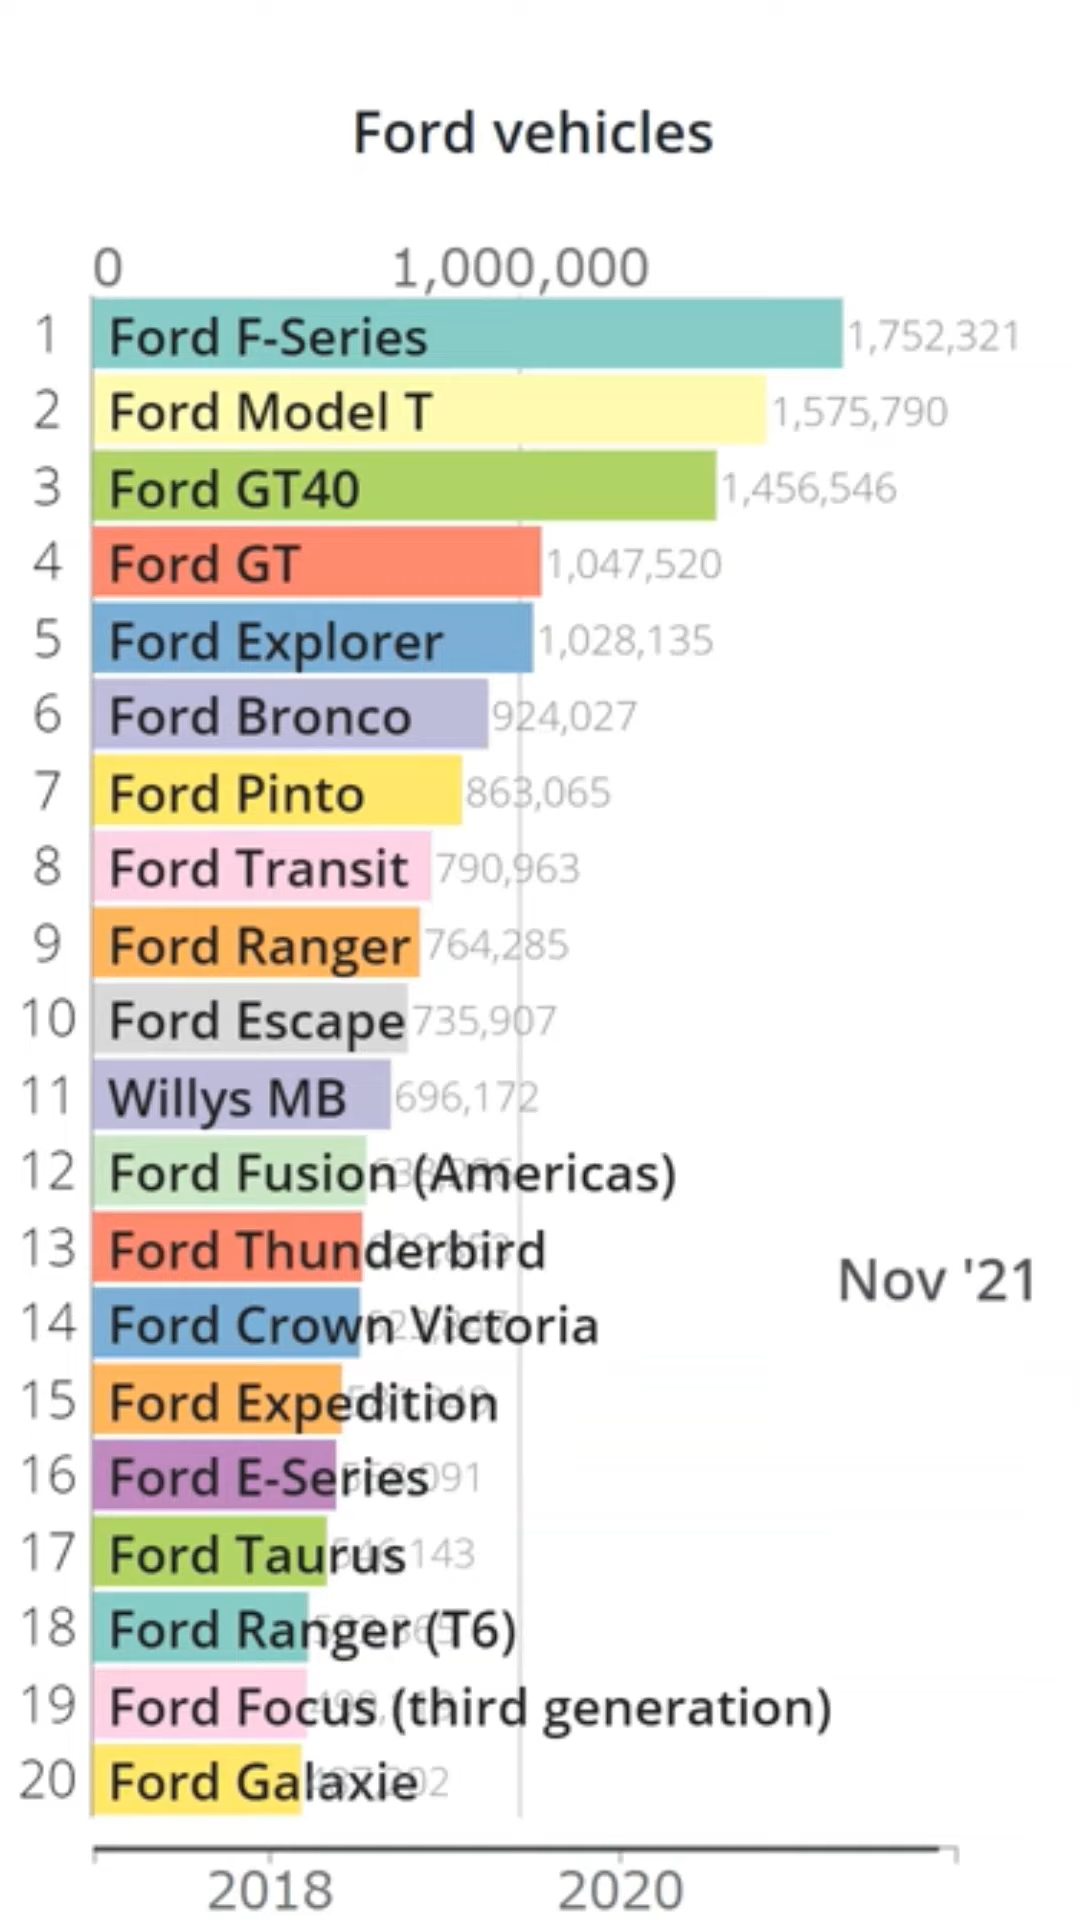 Ford vehicles
0 1,000,000
1 Ford F-Series 1,752,321
2 Ford Model T 1,575,790
3 Ford GT40 1,456,546
4 Ford GT 1,047,520
5 Ford Explorer 1,028,135
6 Ford Bronco 924,027
7 Ford Pinto 863,065
8 Ford Transit 790,963
9 Ford Ranger 764,285
10 Ford Escape 735,907
11 Willys MB 696,172
12 Ford Fusion (Americas)
13 Ford Thunderbird
Nov '21
14 Ford Crown Victoria
15 Ford Expedition
16 Ford E-Series
17 Ford Taurus
18 Ford Ranger (T6)
19 Ford Focus (third generation)
20 Ford Galaxie
2018 2020